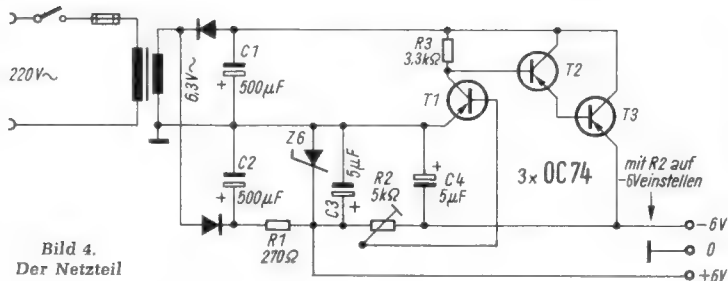 220V~
6,3V~
C1
+
500µF
R3
3,3kΩ
T1
T2
T3
3x OC74
C2
+
500µF
Z6
5µF
C3
+
R2
5kΩ
+
C4
5µF
R1
270Ω
mit R2 auf
-6V einstellen
-6V
0
+6V
Bild 4.
Der Netzteil